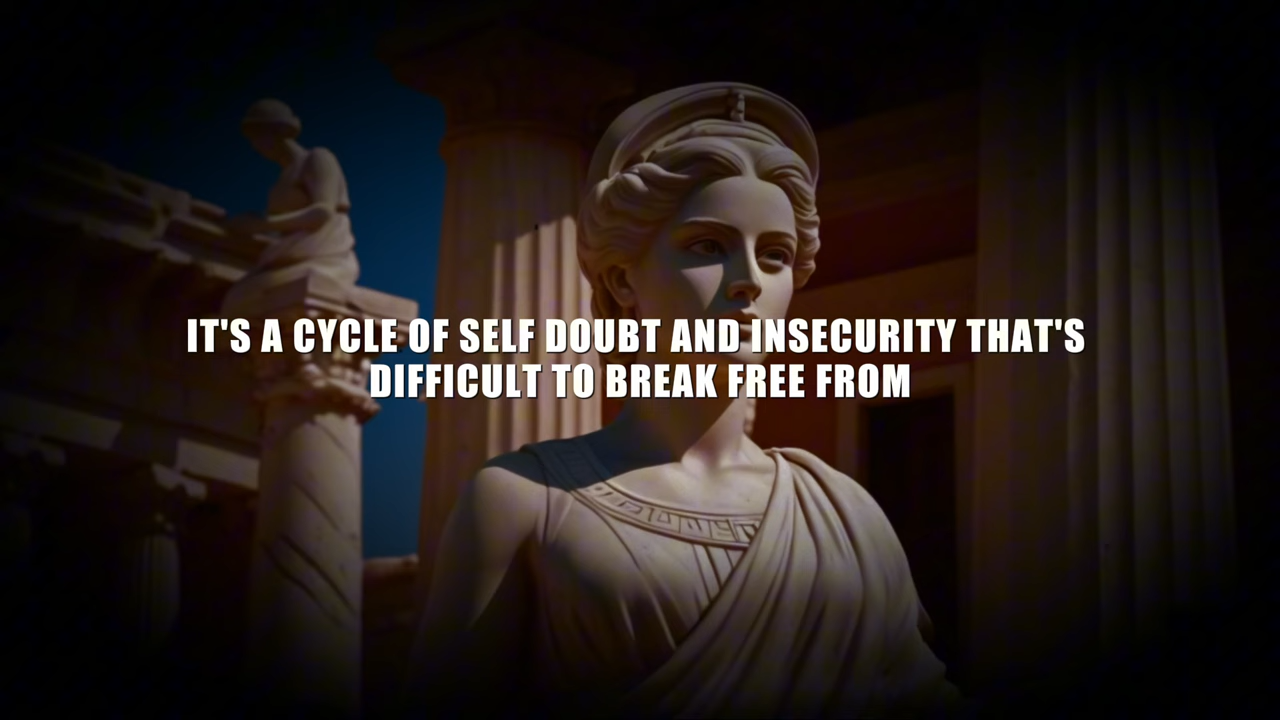 IT'S A CYCLE OF SELF DOUBT AND INSECURITY THAT'S
DIFFICULT TO BREAK FREE FROM